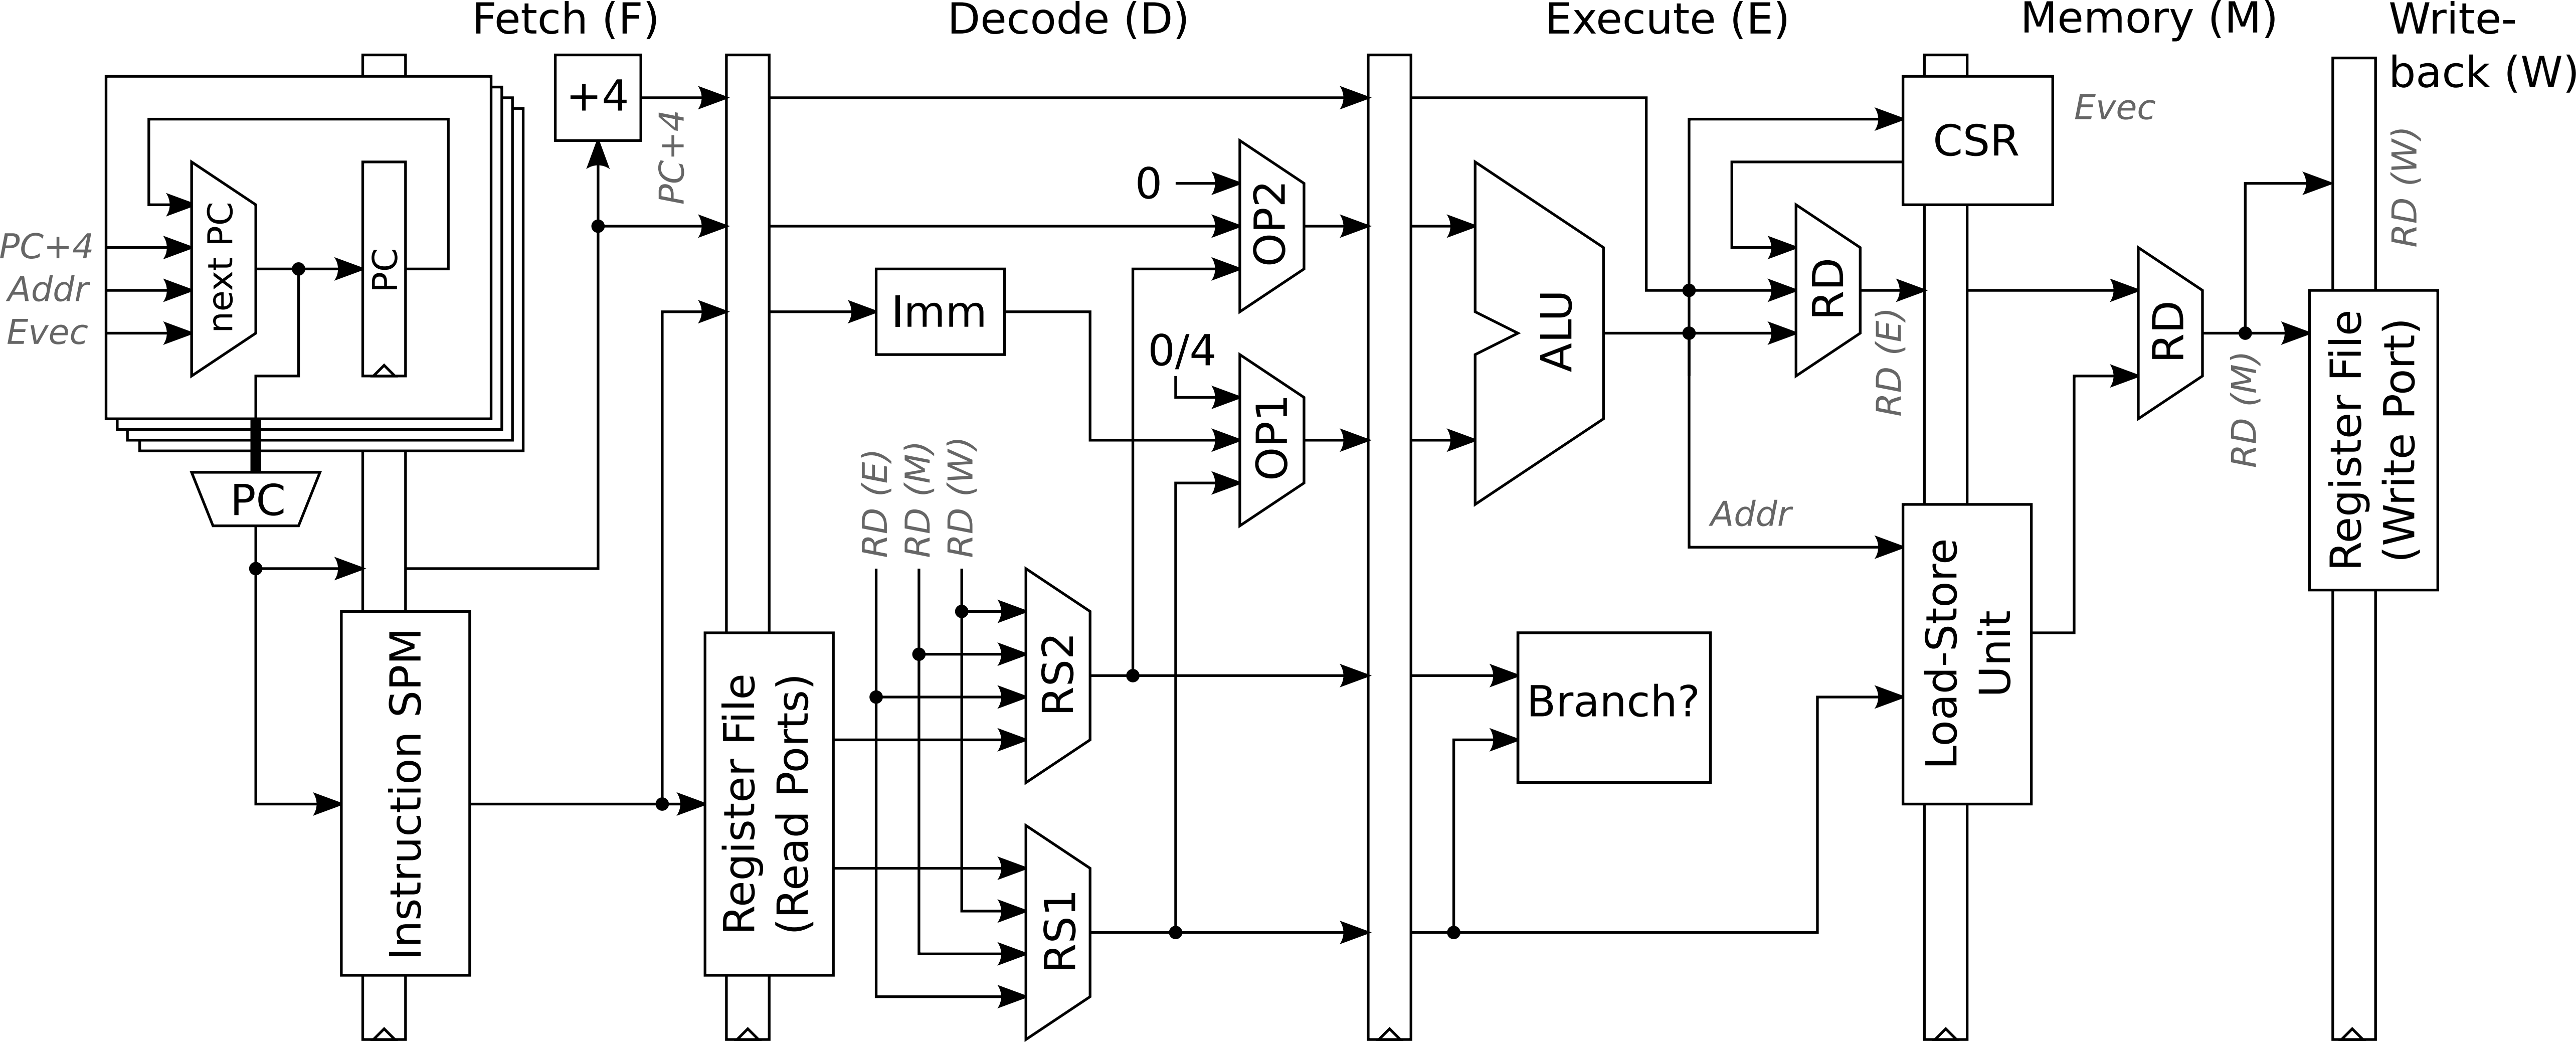 Fetch (F)
Decode (D)
Execute (E)
Memory (M)
Write-
back (W)
+4
PC+4
PC+4
Addr
Evec
next PC
PC
PC
Instruction SPM
Register File
(Read Ports)
Imm
0
OP2
0/4
OP1
RD (E)
RD (M)
RD (W)
RS2
RS1
ALU
Branch?
RD
RD (E)
Addr
CSR
Evec
Load-Store
Unit
RD
RD (M)
RD (W)
Register File
(Write Port)